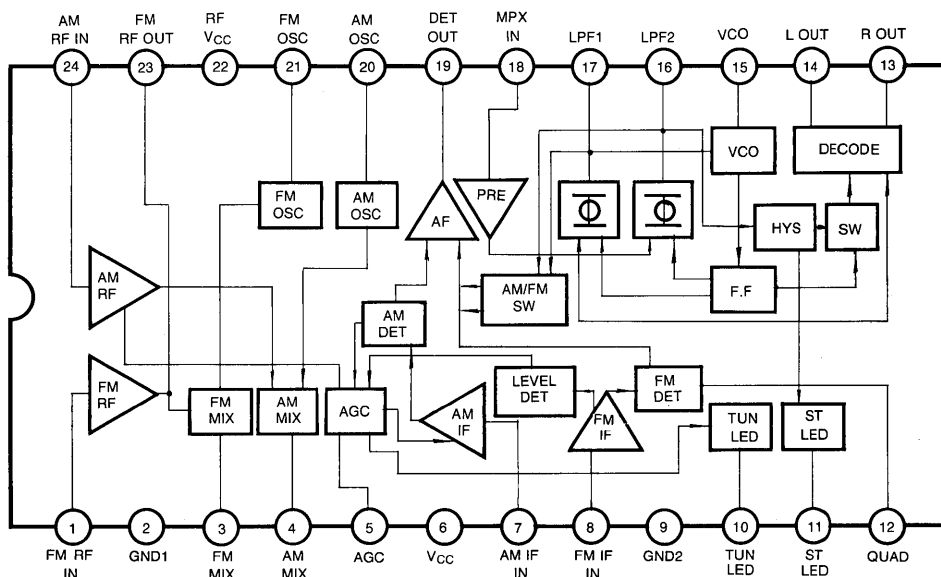 AM
RF IN
FM
RF OUT
RF
VCC
FM
OSC
AM
OSC
DET
OUT
MPX
IN
LPF1
LPF2
VCO
L OUT
R OUT
24
23
22
21
20
19
18
17
16
15
14
13
VCO
DECODE
FM
OSC
AM
OSC
AF
PRE
HYS
SW
AM
RF
AM/FM
SW
F.F
AM
DET
FM
RF
FM
MIX
AM
MIX
AGC
AM
IF
LEVEL
DET
FM
IF
FM
DET
TUN
LED
ST
LED
1
2
3
4
5
6
7
8
9
10
11
12
FM RF
IN
GND1
FM
MIX
AM
MIX
AGC
VCC
AM IF
IN
FM IF
IN
GND2
TUN
LED
ST
LED
QUAD